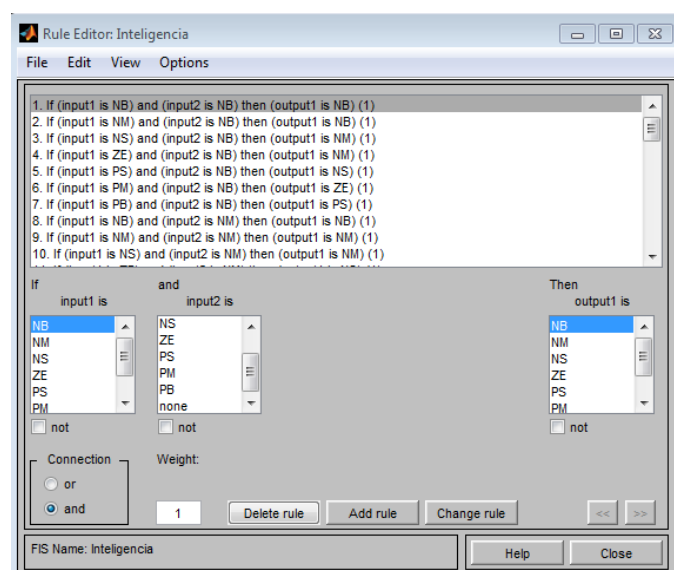 Rule Editor: Inteligencia
File Edit View Options
1. If (input1 is NB) and (input2 is NB) then (output1 is NB) (1)
2. If (input1 is NM) and (input2 is NB) then (output1 is NB) (1)
3. If (input1 is NS) and (input2 is NB) then (output1 is NM) (1)
4. If (input1 is ZE) and (input2 is NB) then (output1 is NM) (1)
5. If (input1 is PS) and (input2 is NB) then (output1 is NS) (1)
6. If (input1 is PM) and (input2 is NB) then (output1 is ZE) (1)
7. If (input1 is PB) and (input2 is NB) then (output1 is PS) (1)
8. If (input1 is NB) and (input2 is NM) then (output1 is NB) (1)
9. If (input1 is NM) and (input2 is NM) then (output1 is NM) (1)
10. If (input1 is NS) and (input2 is NM) then (output1 is NM) (1)
If and Then
input1 is input2 is output1 is
NB NS NB
NM ZE NM
NS PS NS
ZE PM ZE
PS PB PS
PM none PM
not not not
Connection Weight:
or
and 1 Delete rule Add rule Change rule << >>
FIS Name: Inteligencia Help Close